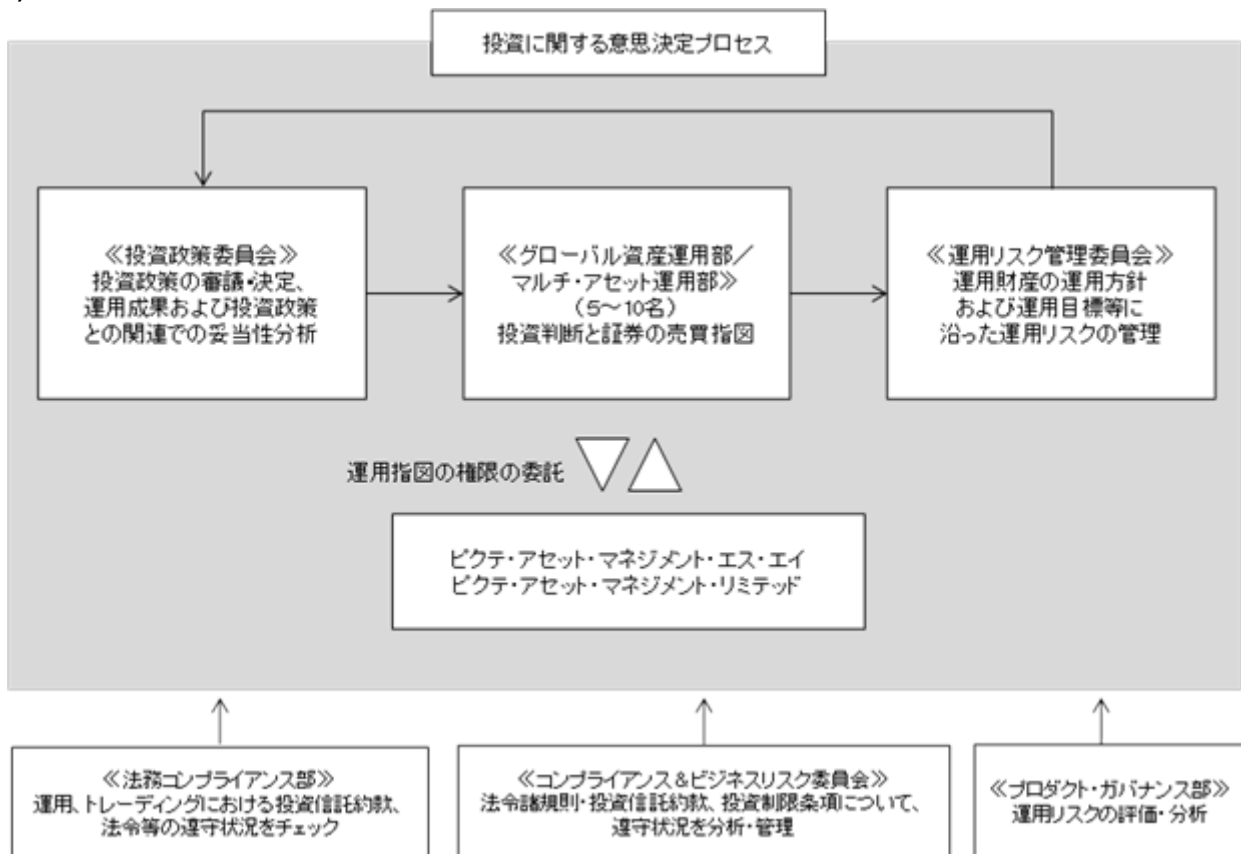 投資に関する意思決定プロセス
≪投資政策委員会≫
投資政策の審議・決定、
運用成果および投資政策
との関連での妥当性分析
≪グローバル資産運用部／
マルチ・アセット運用部≫
（5～10名）
投資判断と証券の売買指図
≪運用リスク管理委員会≫
運用財産の運用方針
および運用目標等に
沿った運用リスクの管理
運用指図の権限の委託
ピクテ・アセット・マネジメント・エス・エイ
ピクテ・アセット・マネジメント・リミテッド
≪法務コンプライアンス部≫
運用、トレーディングにおける投資信託約款、
法令等の遵守状況をチェック
≪コンプライアンス＆ビジネスリスク委員会≫
法令諸規則・投資信託約款、投資制限条項について、
遵守状況を分析・管理
≪プロダクト・ガバナンス部≫
運用リスクの評価・分析